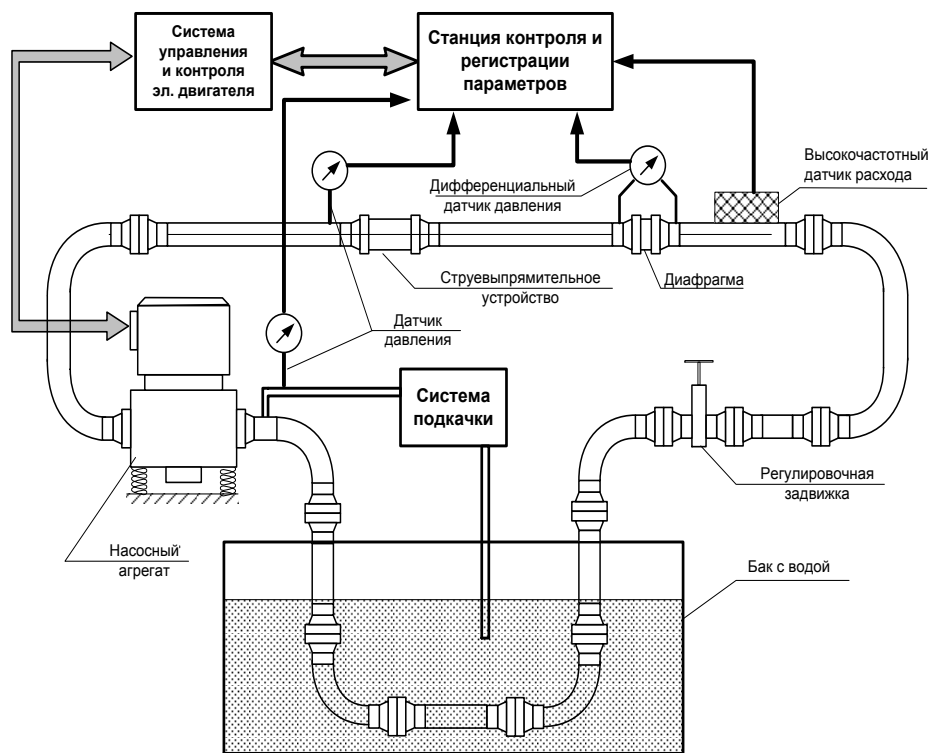 Система
управления
и контроля
эл. двигателя
Станция контроля и
регистрации
параметров
Высокочастотный
датчик расхода
Дифференциальный
датчик давления
Струевыпрямительное
устройство
Диафрагма
Датчик
давления
Система
подкачки
Регулировочная
задвижка
Насосный
агрегат
Бак с водой